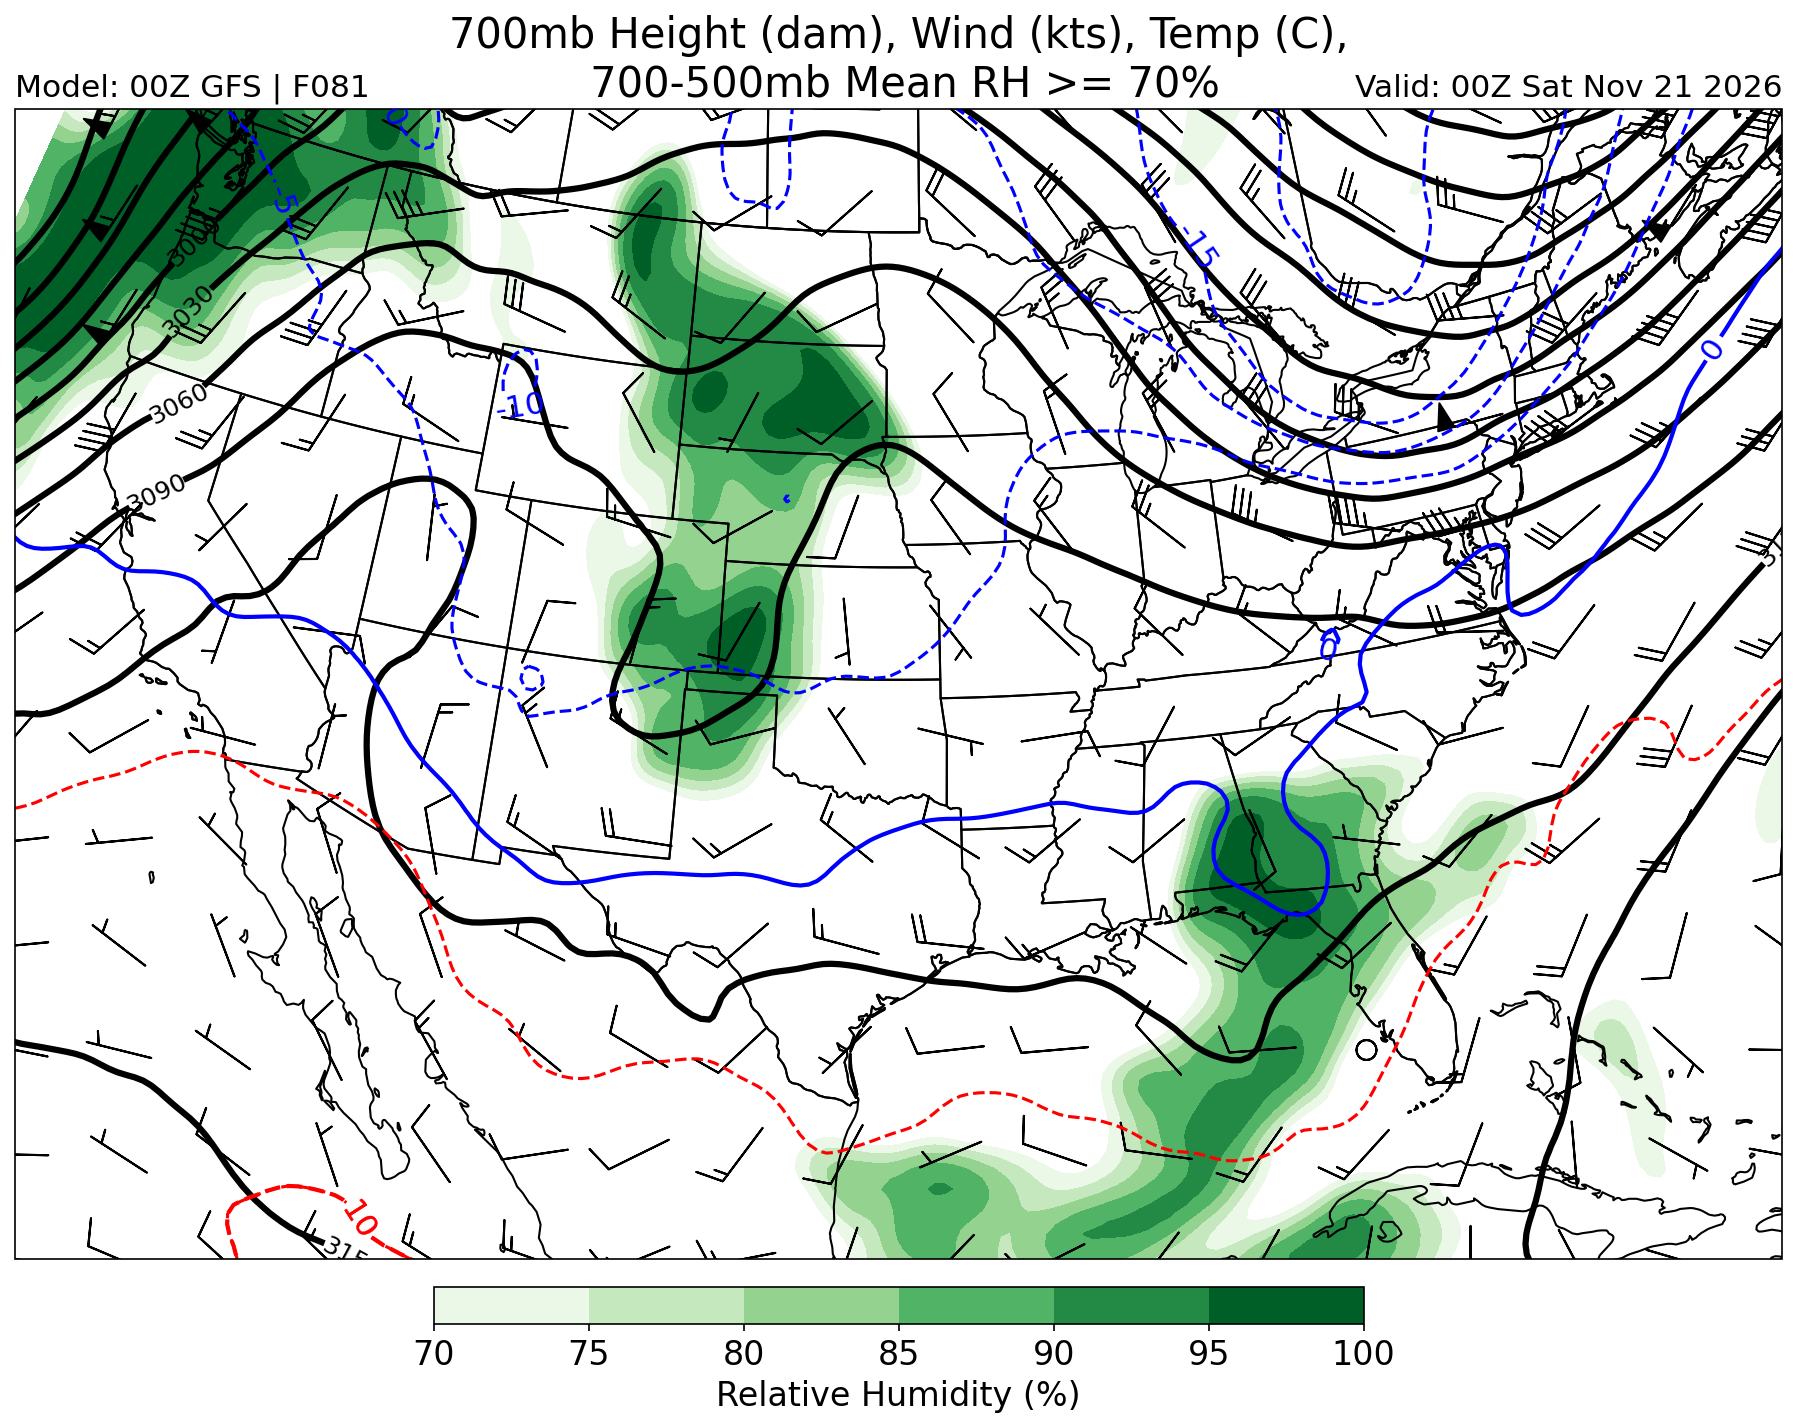 700mb Height (dam), Wind (kts), Temp (C),
700-500mb Mean RH >= 70%
Model: 00Z GFS | F081
Valid: 00Z Sat Nov 21 2026
-5
3000
3030
-15
0
3060
-10
3090
0
10
70 75 80 85 90 95 100
Relative Humidity (%)